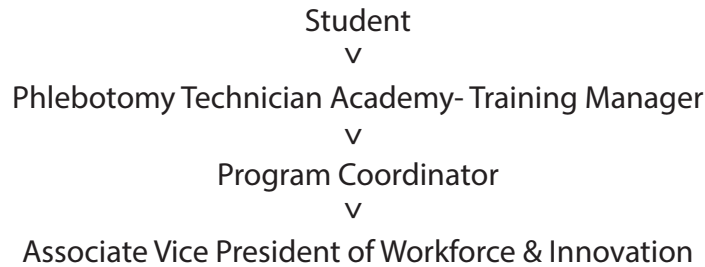 Student
v
Phlebotomy Technician Academy- Training Manager
v
Program Coordinator
v
Associate Vice President of Workforce & Innovation